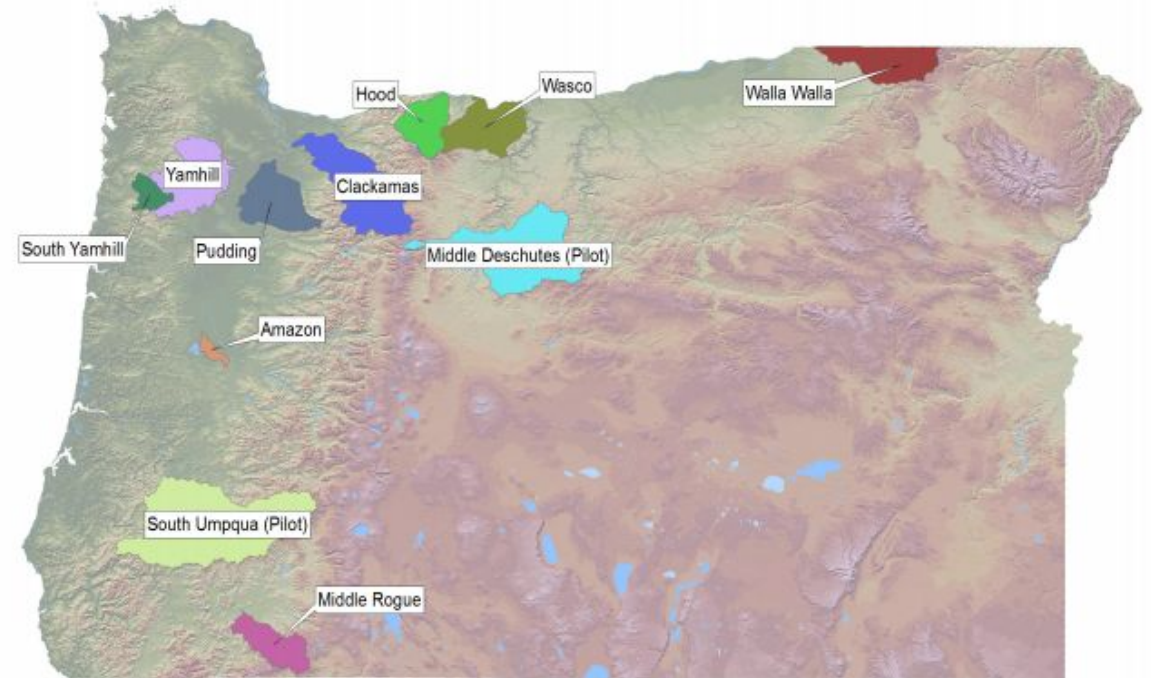 Wasco
Hood
Walla Walla
Yamhill
Clackamas
South Yamhill
Pudding
Middle Deschutes (Pilot)
Amazon
South Umpqua (Pilot)
Middle Rogue